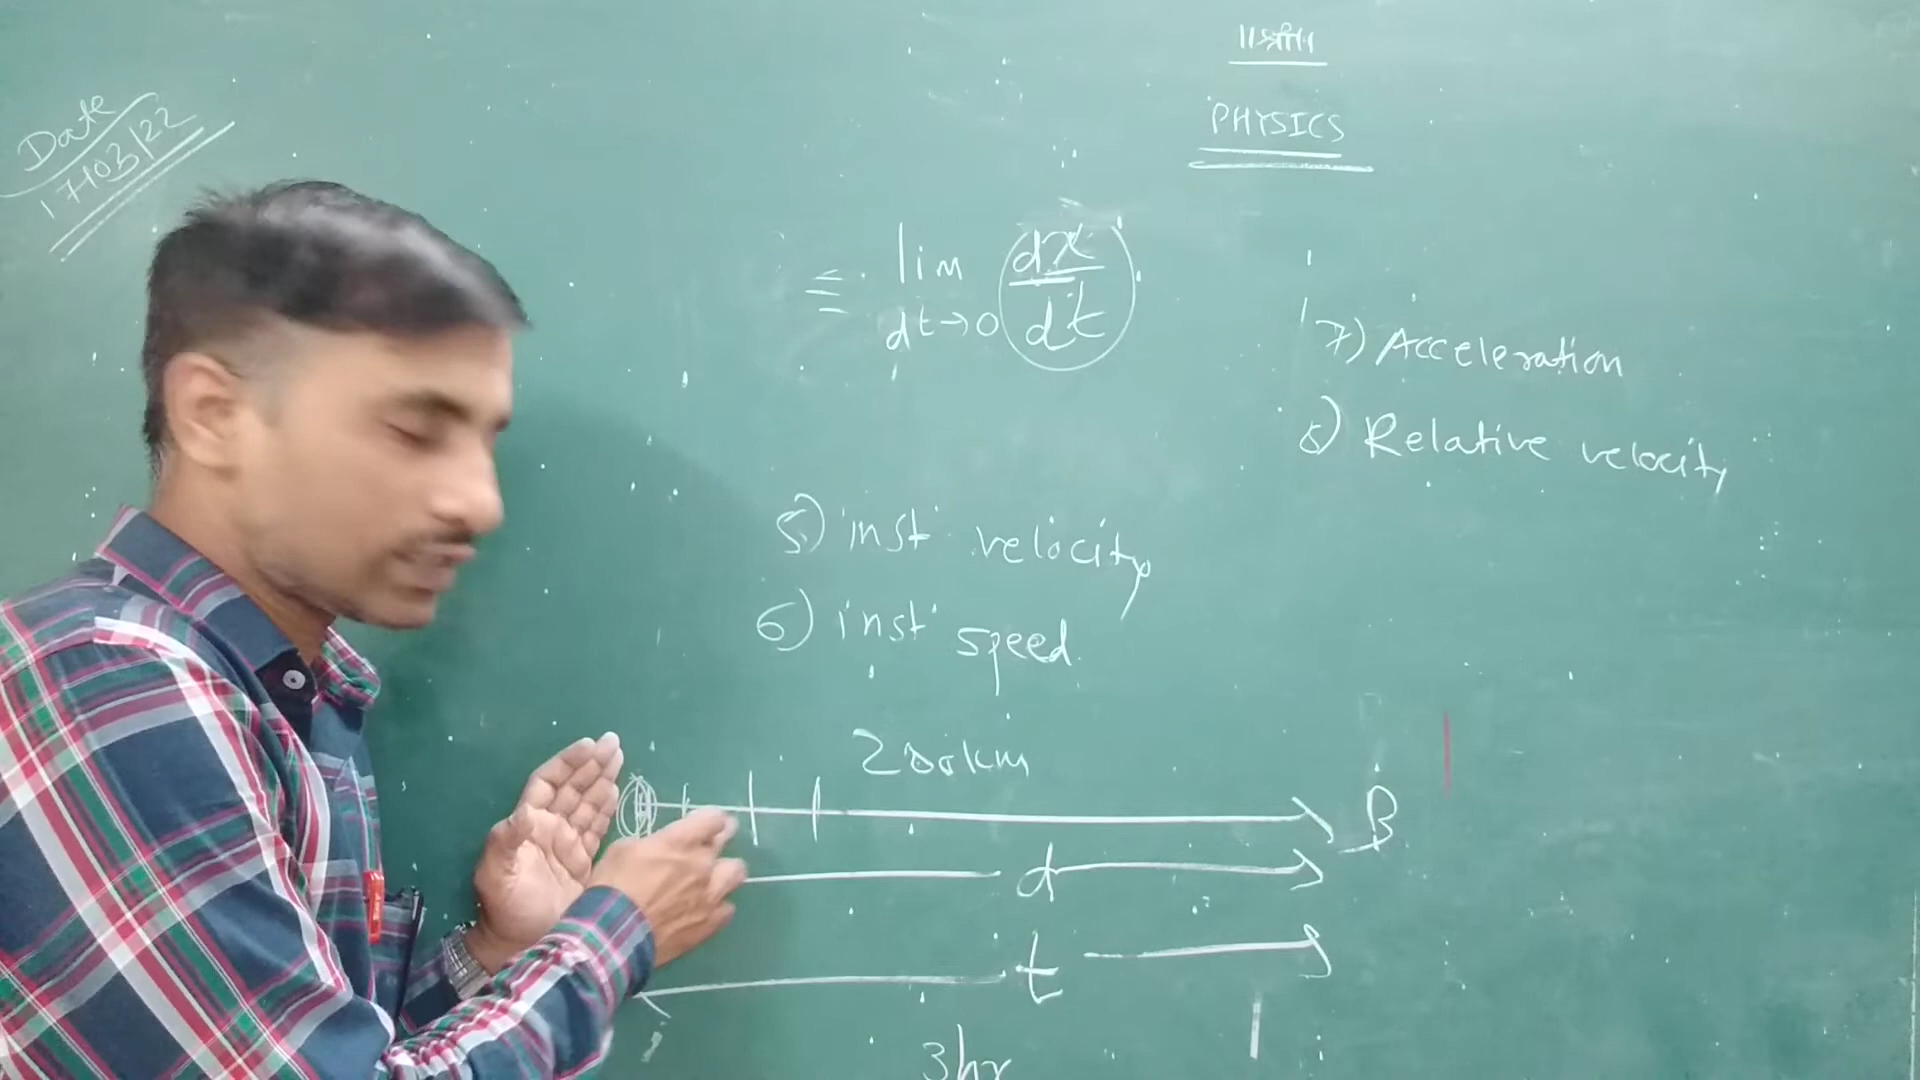 ॥श्री॥
PHYSICS
Date
17/03/22
= lim dx/dt
dt→0
7) Acceleration
8) Relative velocity
5) inst velocity
6) inst speed
200km
B
d
t
3hr